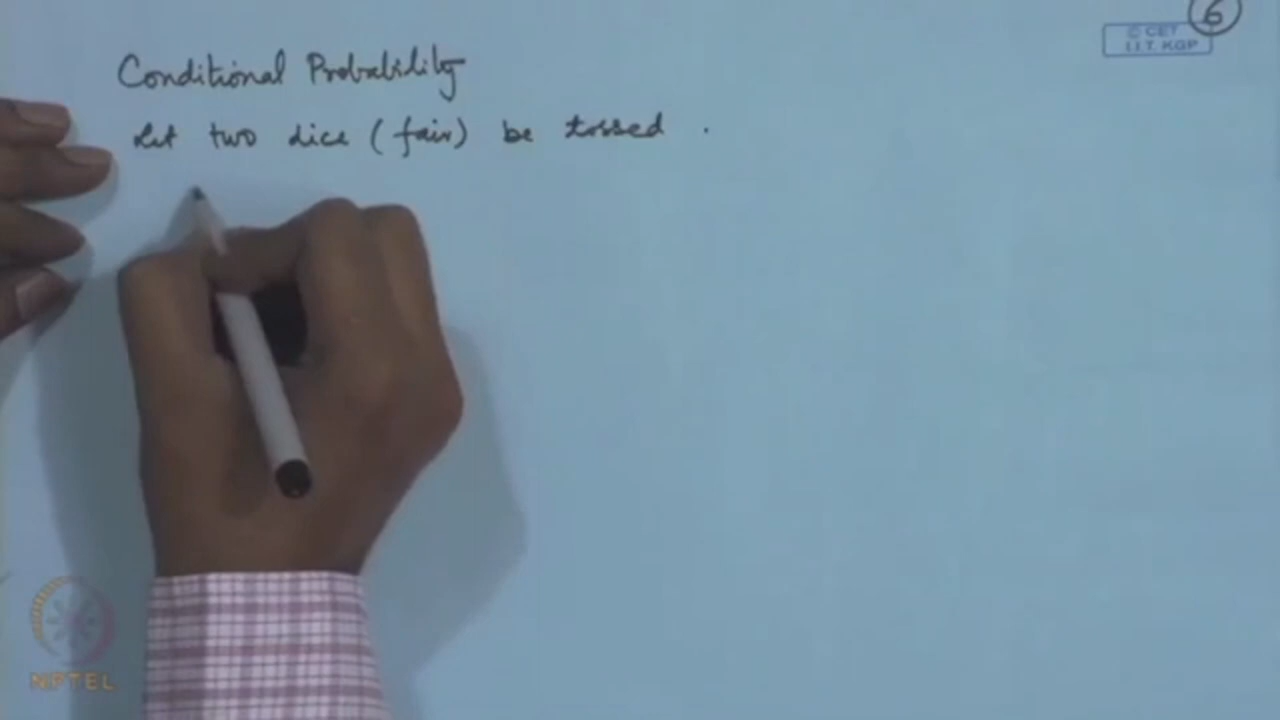 6
© CET
I.I.T. KGP
Conditional Probability
Let two dice (fair) be tossed .
NPTEL